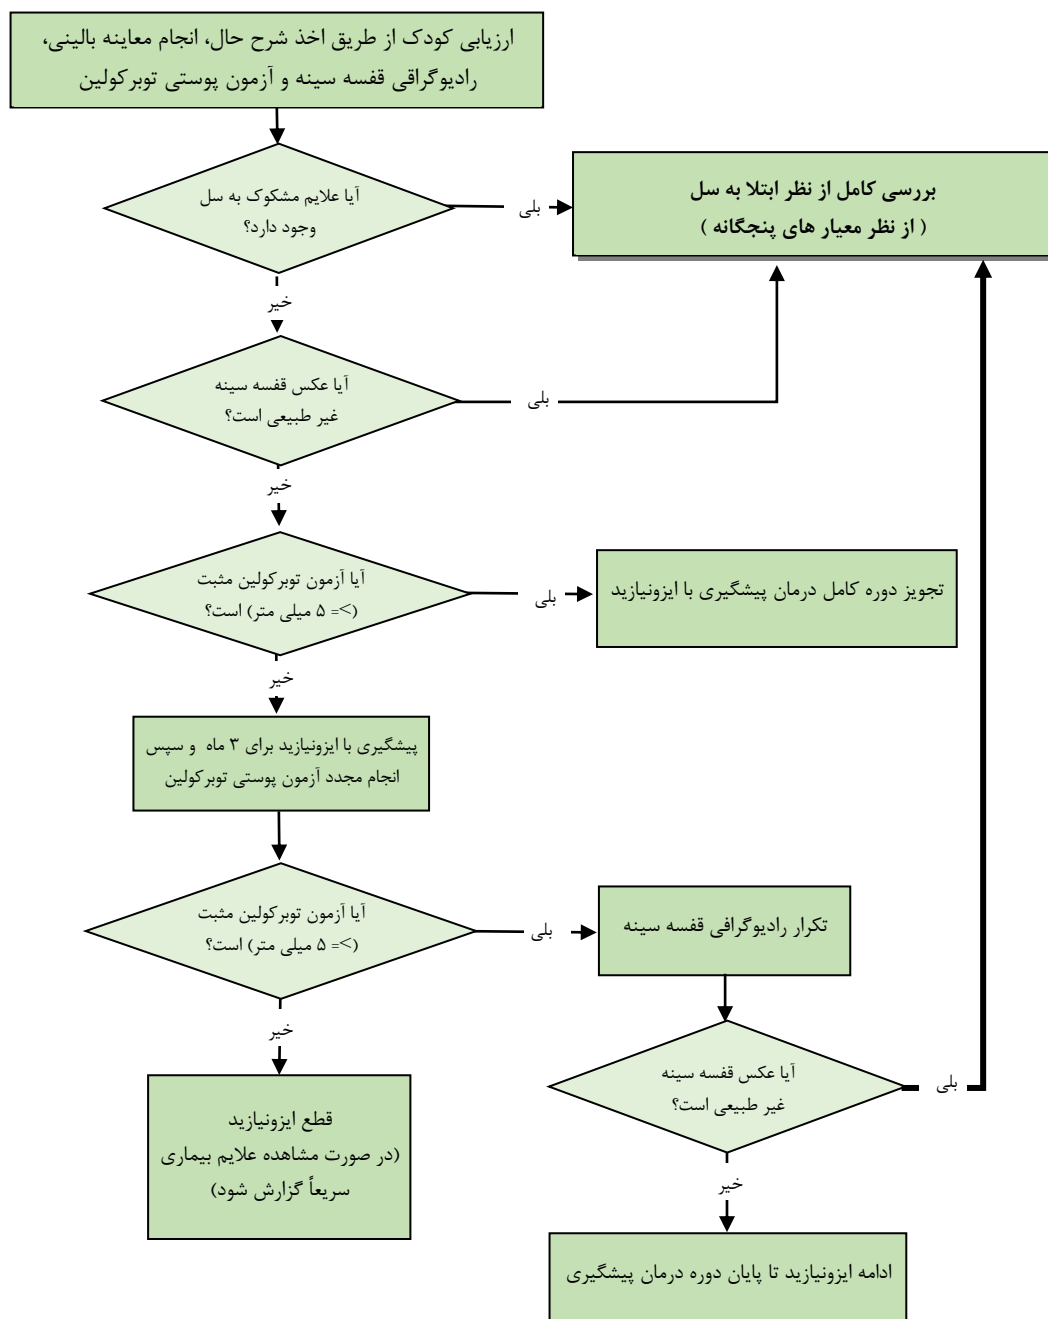 ارزیابی کودک از طریق اخذ شرح حال، انجام معاینه بالینی،
رادیوگراقی قفسه سینه و آزمون پوستی توبرکولین
آیا علایم مشکوک به سل
وجود دارد؟
بلی
بررسی کامل از نظر ابتلا به سل
( از نظر معیار های پنجگانه )
خیر
آیا عکس قفسه سینه
غیر طبیعی است؟
بلی
خیر
آیا آزمون توبرکولین مثبت
(>= ۵ میلی متر) است؟
بلی
تجویز دوره کامل درمان پیشگیری با ایزونیازید
خیر
پیشگیری با ایزونیازید برای ۳ ماه و سپس
انجام مجدد آزمون پوستی توبرکولین
آیا آزمون توبرکولین مثبت
(>= ۵ میلی متر) است؟
بلی
تکرار رادیوگرافی قفسه سینه
خیر
آیا عکس قفسه سینه
غیر طبیعی است؟
بلی
قطع ایزونیازید
(در صورت مشاهده علایم بیماری
سریعاً گزارش شود)
خیر
ادامه ایزونیازید تا پایان دوره درمان پیشگیری